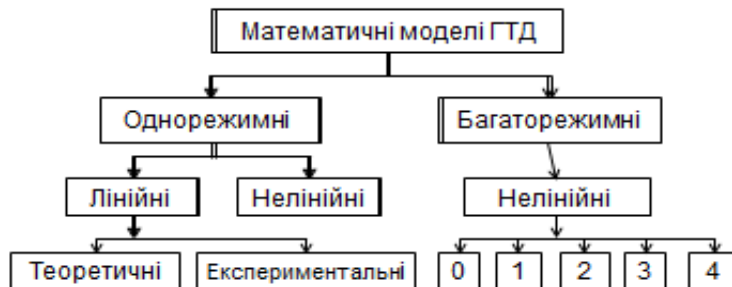 Математичні моделі ГТД
Однорежимні
Багаторежимні
Лінійні
Нелінійні
Нелінійні
Теоретичні
Експериментальні
0
1
2
3
4